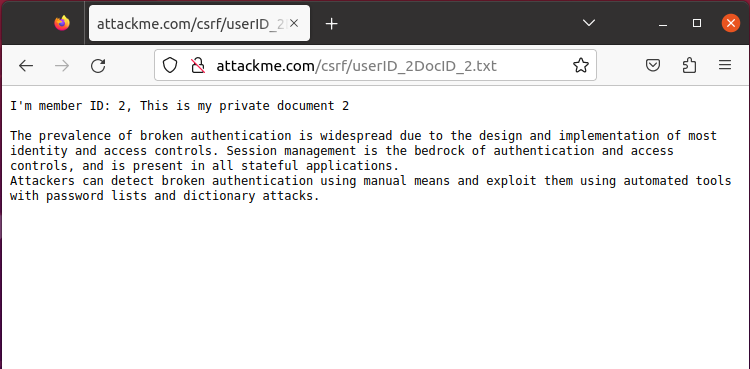 attackme.com/csrf/userID_2
attackme.com/csrf/userID_2DocID_2.txt
I'm member ID: 2, This is my private document 2
The prevalence of broken authentication is widespread due to the design and implementation of most
identity and access controls. Session management is the bedrock of authentication and access
controls, and is present in all stateful applications.
Attackers can detect broken authentication using manual means and exploit them using automated tools
with password lists and dictionary attacks.